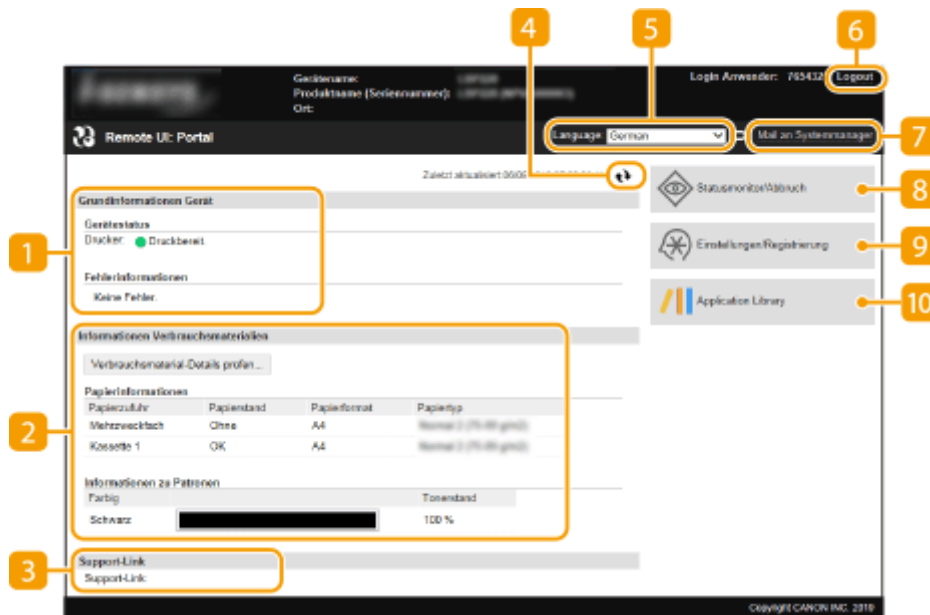 4 5 6
Gerätename:
Login Anwender: 765432 Logout
Produktname (Seriennummer):
Ort:
Remote UI: Portal
Language German
Mail an Systemmanager
7
Zuletzt aktualisiert
Grundinformationen Gerät
Statusmonitor/Abbruch
8
Gerätestatus
Drucker: Druckbereit.
1
Einstellungen/Registrierung
9
Fehlerinformationen
Keine Fehler.
Application Library
10
Informationen Verbrauchsmaterialien
Verbrauchsmaterial-Details prüfen...
Papierinformationen
Papierzufuhr Papierstand Papierformat Papiertyp
2
Mehrzweckfach Ohne A4
Kassette 1 OK A4
Informationen zu Patronen
Farbig Tonerstand
Schwarz 100 %
3
Support-Link
Support-Link:
Copyright CANON INC. 2019